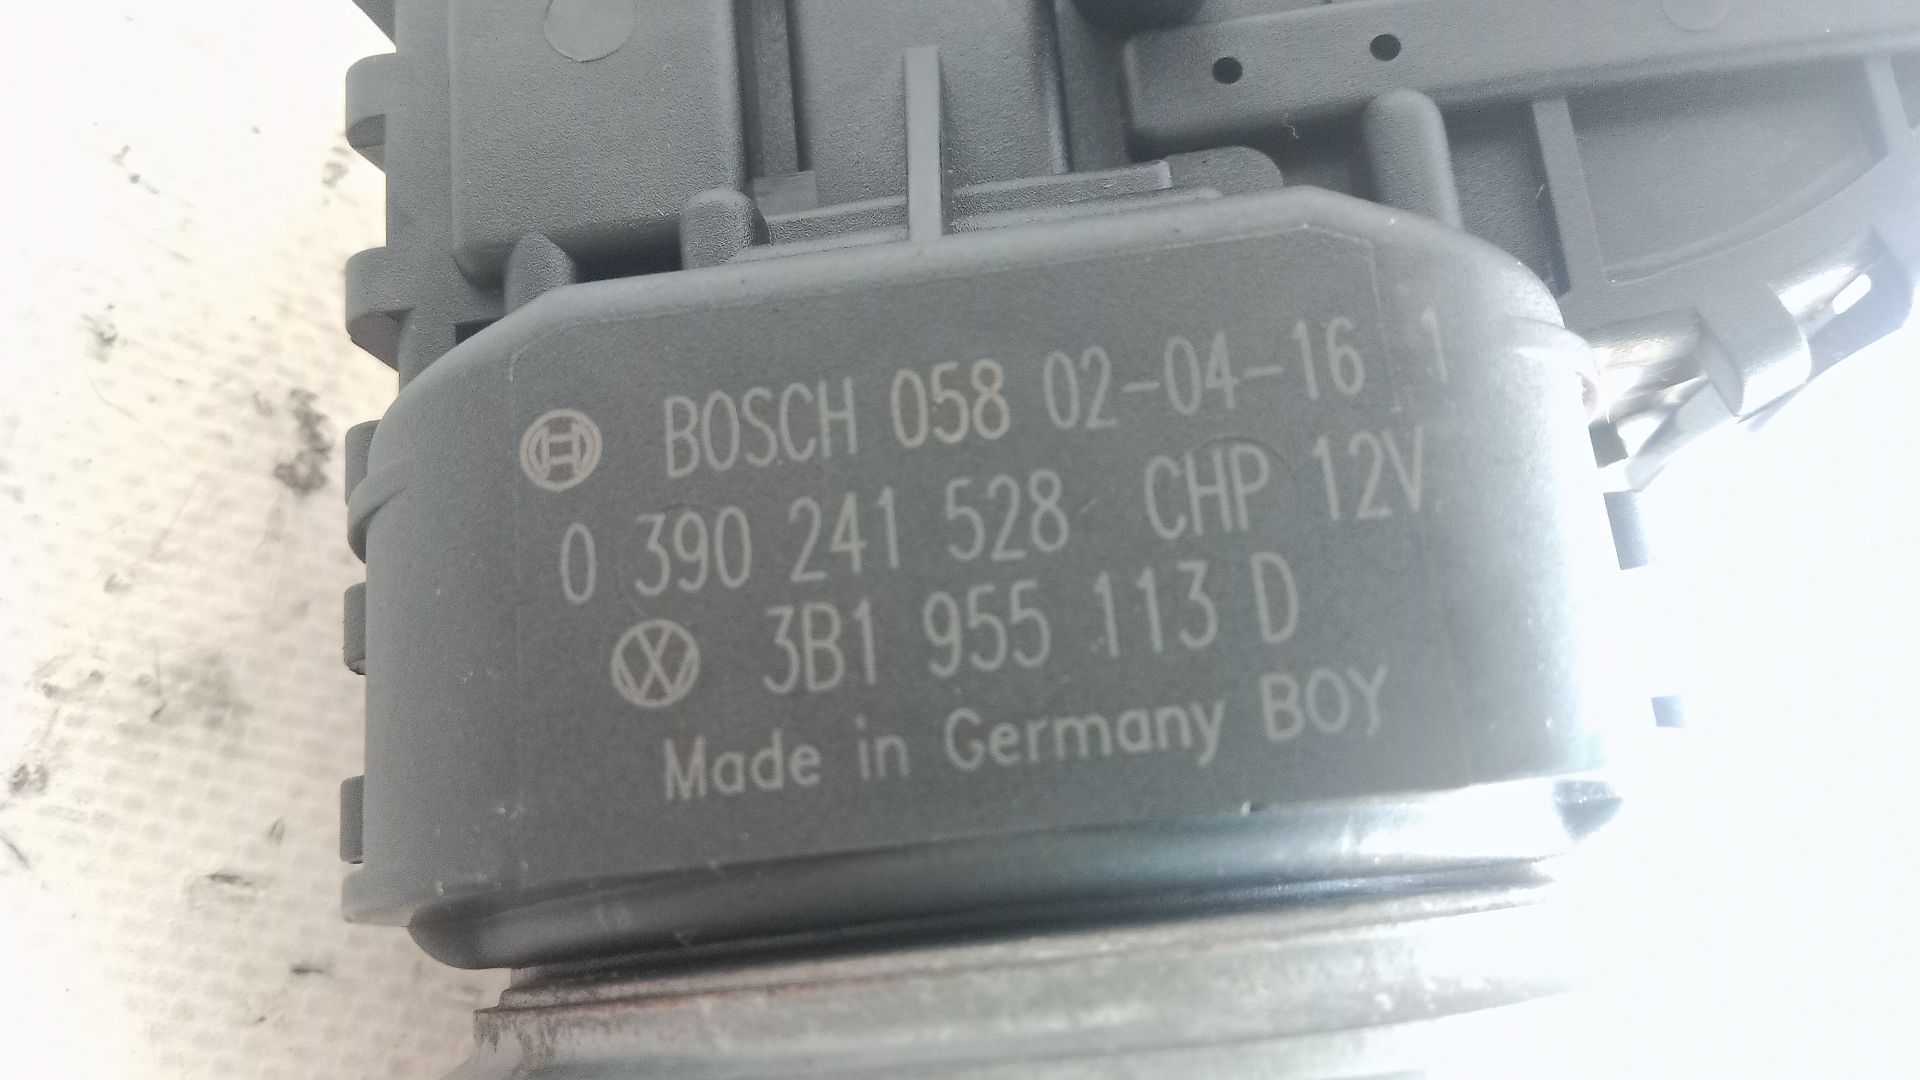 BOSCH 058 02-04-16 1
0 390 241 528 CHP 12V
3B1 955 113 D
Made in Germany BOY